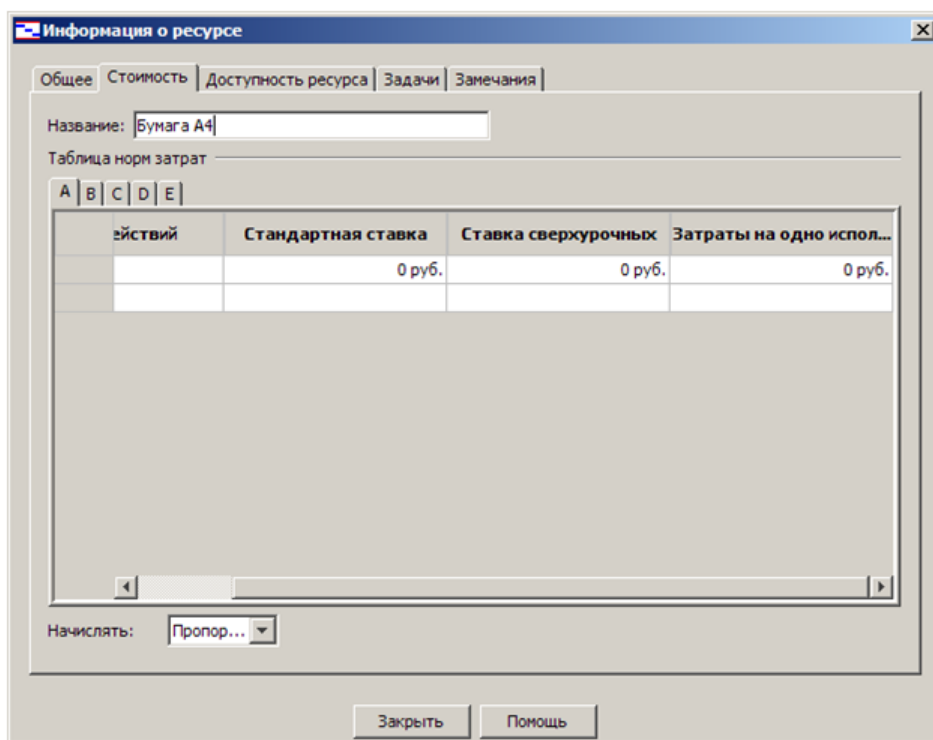 Информация о ресурсе
Общее Стоимость Доступность ресурса Задачи Замечания
Название: Бумага А4
Таблица норм затрат
A B C D E
ействий Стандартная ставка Ставка сверхурочных Затраты на одно испол...
0 руб. 0 руб. 0 руб.
Начислять: Пропор...
Закрыть Помощь